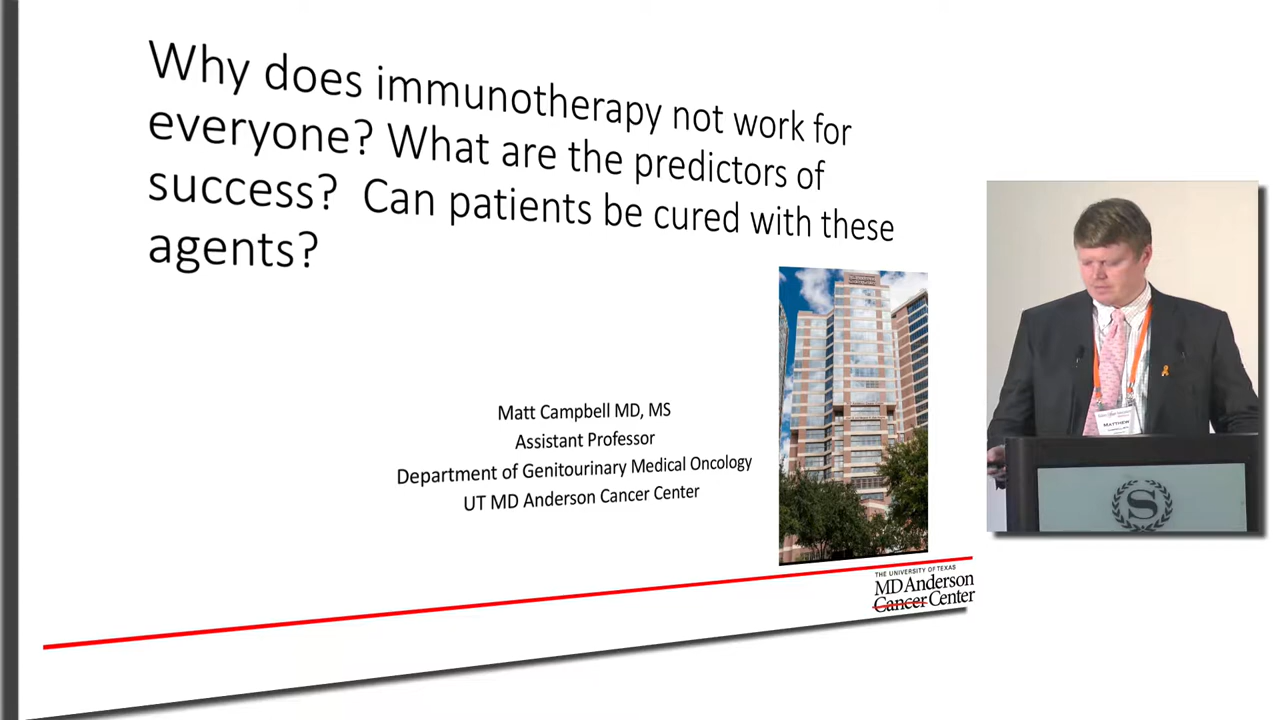 Why does immunotherapy not work for
everyone? What are the predictors of
success?  Can patients be cured with these
agents?
Matt Campbell MD, MS
Assistant Professor
Department of Genitourinary Medical Oncology
UT MD Anderson Cancer Center
THE UNIVERSITY OF TEXAS
MD Anderson
Cancer Center
MATTHEW
S